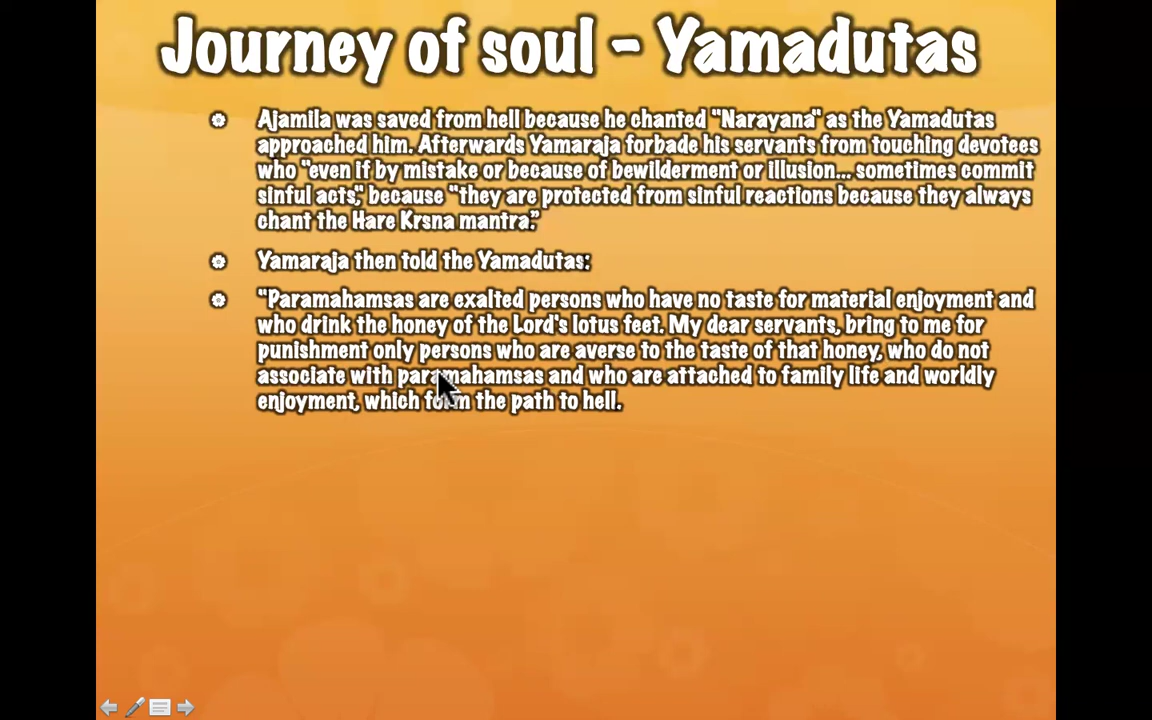 Journey of soul - Yamadutas
Ajamila was saved from hell because he chanted "Narayana" as the Yamadutas
approached him. Afterwards Yamaraja forbade his servants from touching devotees
who "even if by mistake or because of bewilderment or illusion... sometimes commit
sinful acts," because "they are protected from sinful reactions because they always
chant the Hare Krsna mantra."
Yamaraja then told the Yamadutas:
"Paramahamsas are exalted persons who have no taste for material enjoyment and
who drink the honey of the Lord's lotus feet. My dear servants, bring to me for
punishment only persons who are averse to the taste of that honey, who do not
associate with paramahamsas and who are attached to family life and worldly
enjoyment, which form the path to hell.